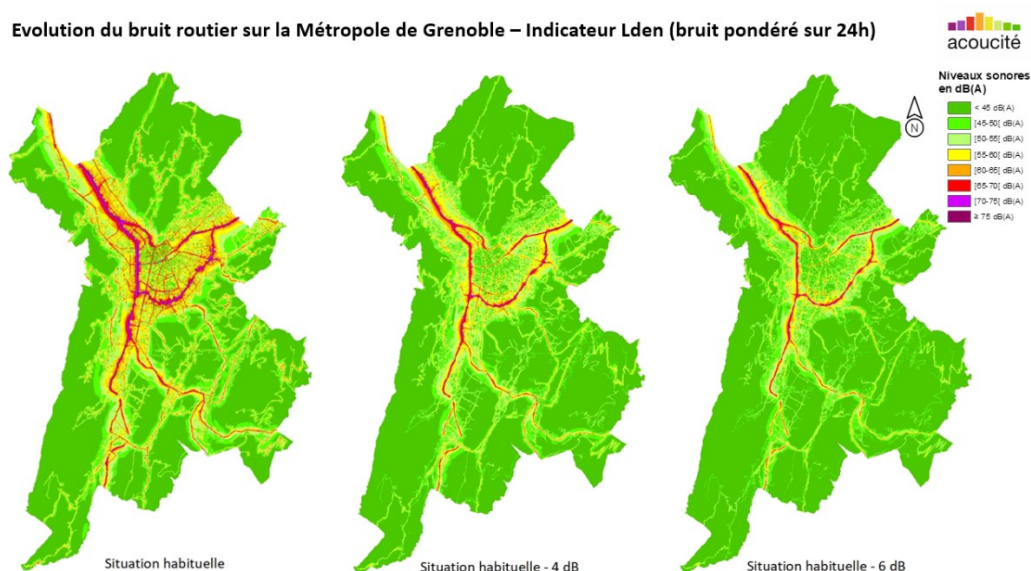 Evolution du bruit routier sur la Métropole de Grenoble – Indicateur Lden (bruit pondéré sur 24h)
acoucité
Niveaux sonores
en dB(A)
< 45 dB(A)
[45-50[ dB(A)
[50-55[ dB(A)
[55-60[ dB(A)
[60-65[ dB(A)
[65-70[ dB(A)
[70-75[ dB(A)
≥ 75 dB(A)
N
Situation habituelle
Situation habituelle - 4 dB
Situation habituelle - 6 dB